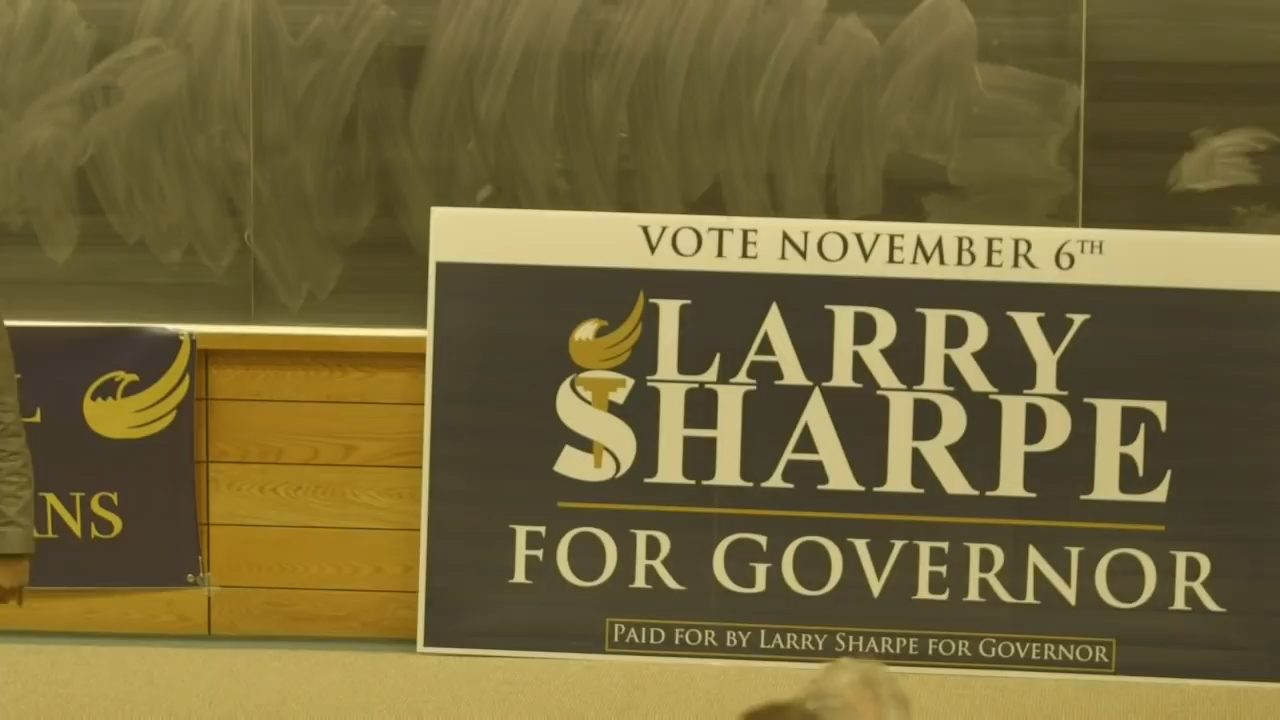 VOTE NOVEMBER 6TH
LARRY
SHARPE
FOR GOVERNOR
PAID FOR BY LARRY SHARPE FOR GOVERNOR
ANS